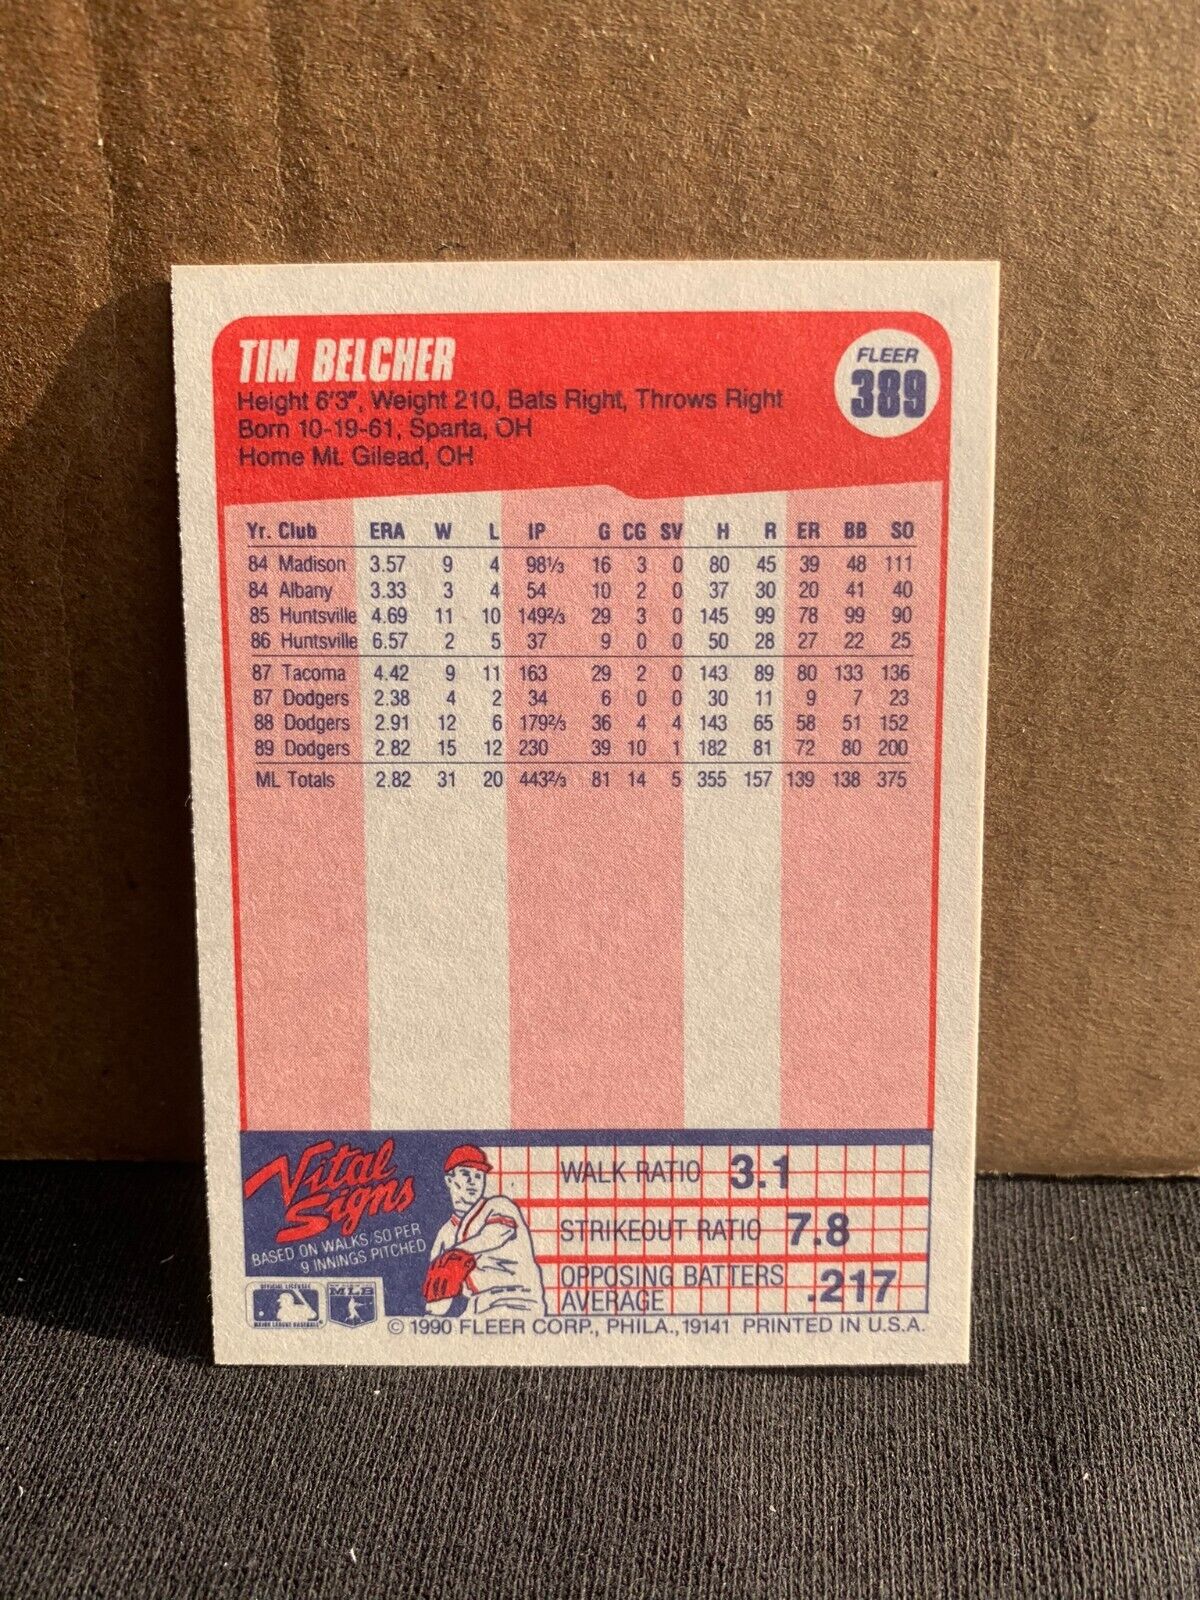 TIM BELCHER
FLEER
389
Height 6'3", Weight 210, Bats Right, Throws Right
Born 10-19-61, Sparta, OH
Home Mt. Gilead, OH
Yr. Club ERA W L IP G CG SV H R ER BB SO
84 Madison 3.57 9 4 98⅓ 16 3 0 80 45 39 48 111
84 Albany 3.33 3 4 54 10 2 0 37 30 20 41 40
85 Huntsville 4.69 11 10 149⅔ 29 3 0 145 99 78 99 90
86 Huntsville 6.57 2 5 37 9 0 0 50 28 27 22 25
87 Tacoma 4.42 9 11 163 29 2 0 143 89 80 133 136
87 Dodgers 2.38 4 2 34 6 0 0 30 11 9 7 23
88 Dodgers 2.91 12 6 179⅔ 36 4 4 143 65 58 51 152
89 Dodgers 2.82 15 12 230 39 10 1 182 81 72 80 200
ML Totals 2.82 31 20 443⅔ 81 14 5 355 157 139 138 375
Vital
Signs
BASED ON WALKS/SO PER
9 INNINGS PITCHED
WALK RATIO 3.1
STRIKEOUT RATIO 7.8
OPPOSING BATTERS
AVERAGE .217
OFFICIAL LICENSEE
MAJOR LEAGUE BASEBALL
MLB
© 1990 FLEER CORP., PHILA., 19141 PRINTED IN U.S.A.